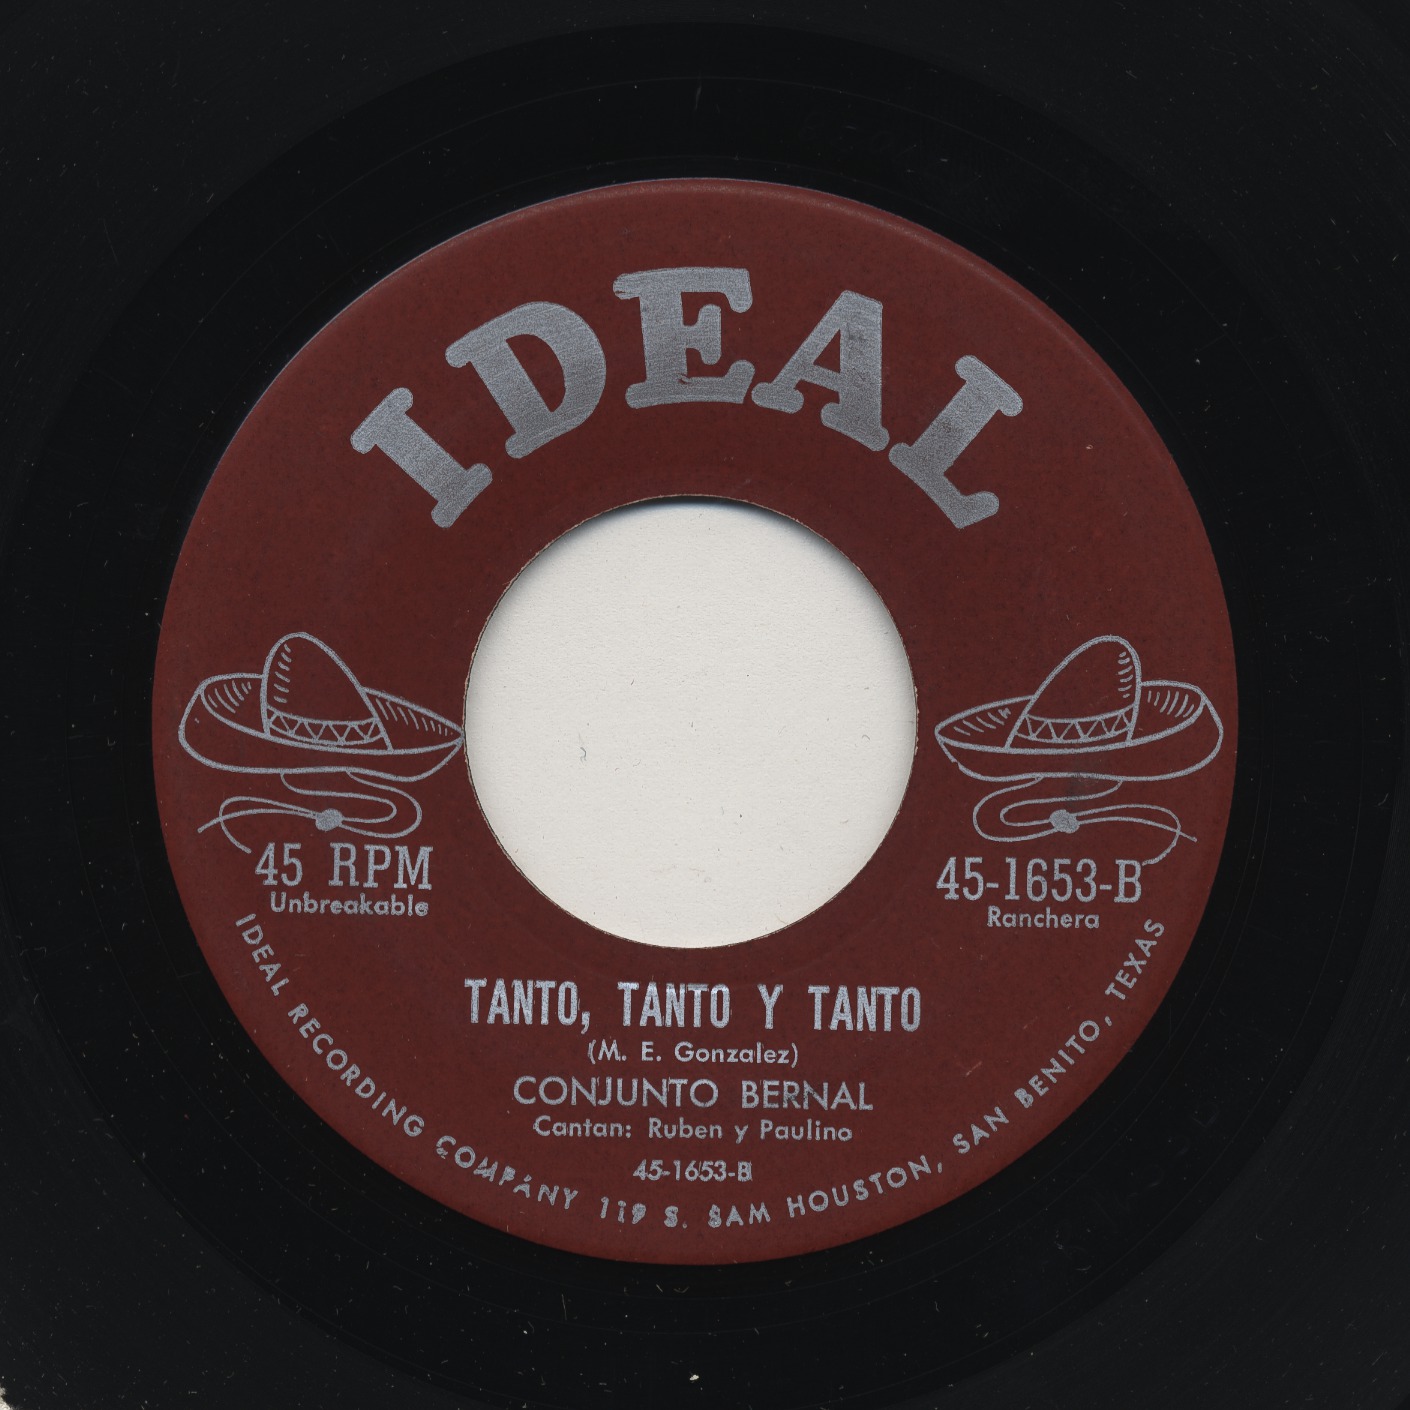 IDEAL
45 RPM
Unbreakable
45-1653-B
Ranchera
TANTO, TANTO Y TANTO
(M. E. Gonzalez)
CONJUNTO BERNAL
Cantan: Ruben y Paulino
45-1653-B
IDEAL RECORDING COMPANY 119 S. SAM HOUSTON, SAN BENITO, TEXAS